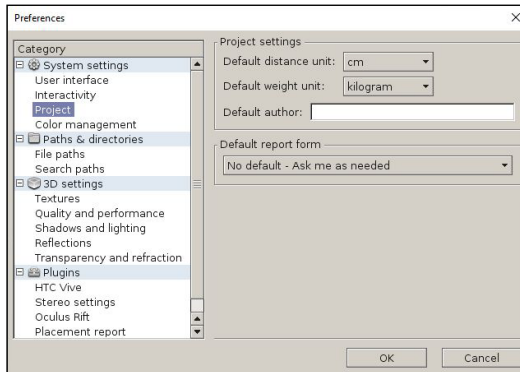 Preferences
Category
System settings
User interface
Interactivity
Project
Color management
Paths & directories
File paths
Search paths
3D settings
Textures
Quality and performance
Shadows and lighting
Reflections
Transparency and refraction
Plugins
HTC Vive
Stereo settings
Oculus Rift
Placement report
Project settings
Default distance unit: cm
Default weight unit: kilogram
Default author:
Default report form
No default - Ask me as needed
OK Cancel